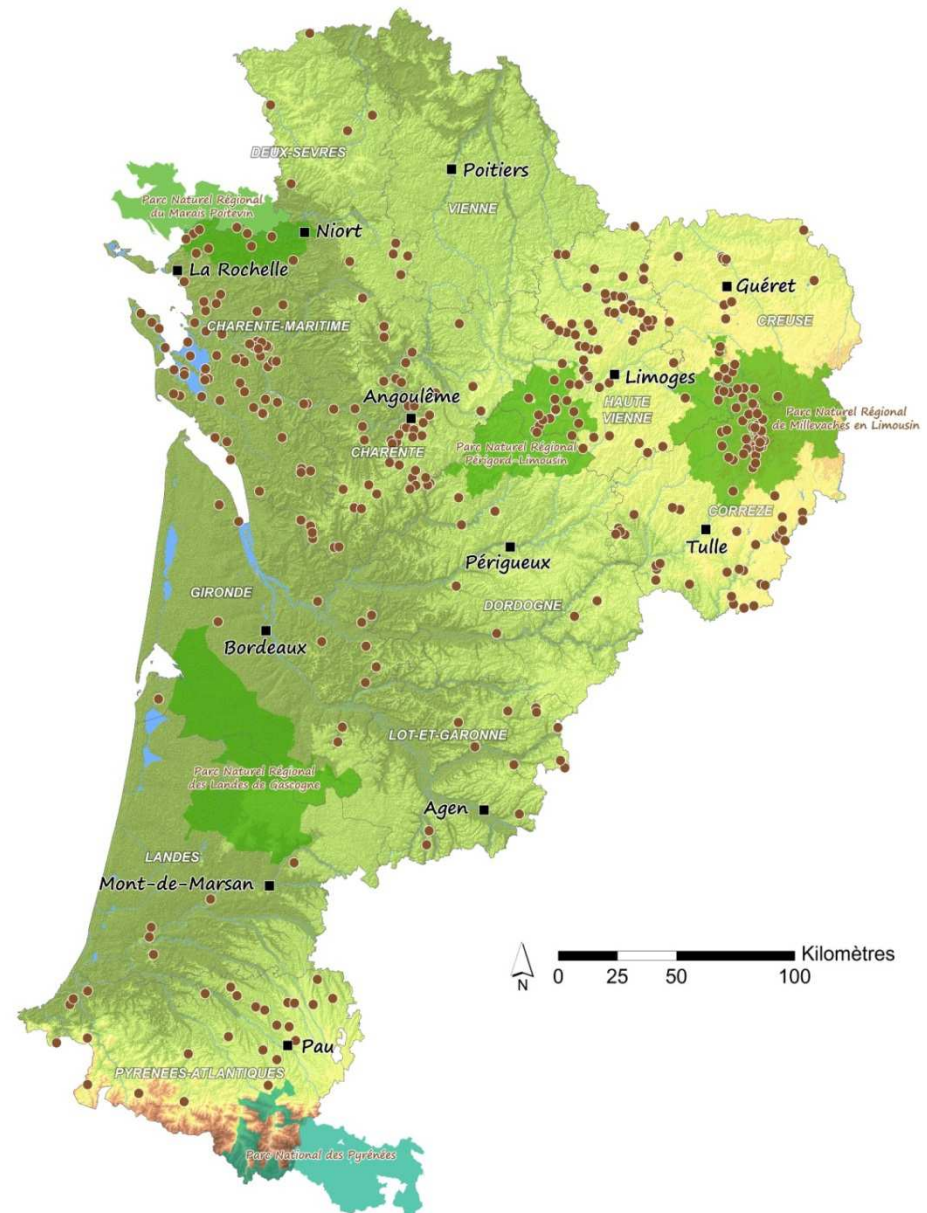 DEUX-SEVRES
Poitiers
VIENNE
Parc Naturel Régional
du Marais Poitevin
Niort
La Rochelle
Guéret
CREUSE
CHARENTE-MARITIME
Limoges
HAUTE
VIENNE
Angoulême
CHARENTE
Parc Naturel Régional
de Millevaches en Limousin
Parc Naturel Régional
Périgord-Limousin
CORREZE
Tulle
Périgueux
GIRONDE
DORDOGNE
Bordeaux
LOT-ET-GARONNE
Parc Naturel Régional
des Landes de Gascogne
Agen
LANDES
Mont-de-Marsan
N
0 25 50 100 Kilomètres
Pau
PYRENEES-ATLANTIQUES
Parc National des Pyrénées